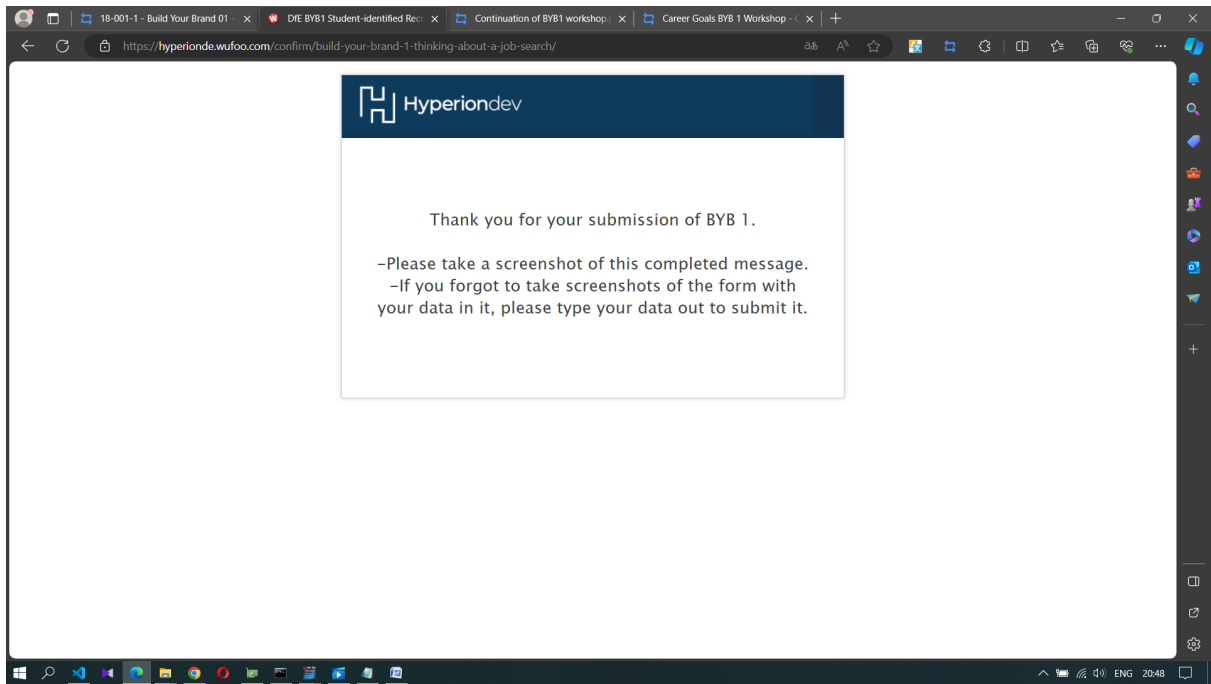 18-001-1 - Build Your Brand 01 -
DfE BYB1 Student-identified Rec
Continuation of BYB1 workshop.
Career Goals BYB 1 Workshop - 
https://hyperionde.wufoo.com/confirm/build-your-brand-1-thinking-about-a-job-search/
Hyperiondev
Thank you for your submission of BYB 1.
-Please take a screenshot of this completed message.
-If you forgot to take screenshots of the form with
your data in it, please type your data out to submit it.
ENG
20:48